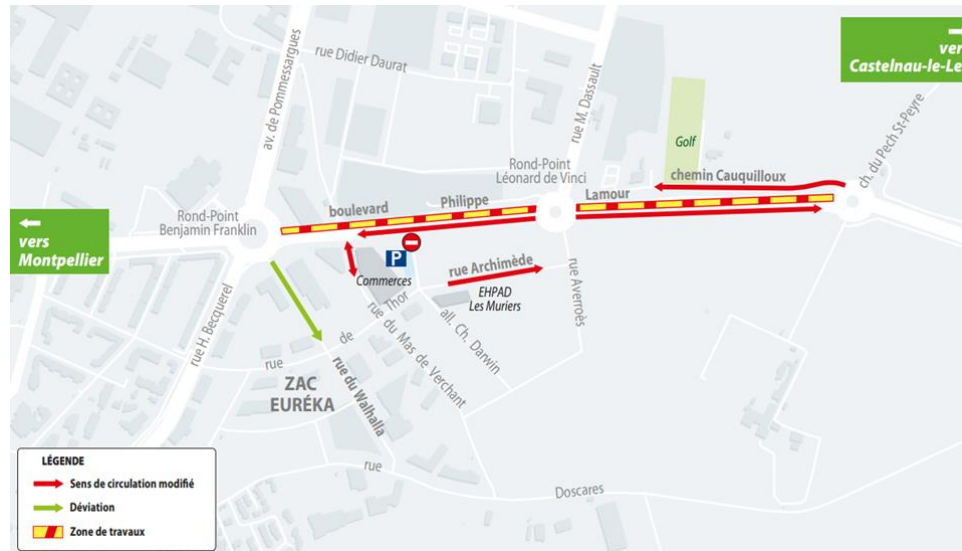 rue Didier Daurat
av. de Pommessargues
rue M. Dassault
ver
Castelnau-le-Le
ch. du Pech St-Peyre
Golf
Rond-Point
Léonard de Vinci
chemin Cauquilloux
Rond-Point
Benjamin Franklin
boulevard
Philippe
Lamour
vers
Montpellier
P
Commerces
rue Archimède
EHPAD
Les Muriers
rue Averroès
rue H. Becquerel
rue de Thor
rue du Mas de Verchant
all. Ch. Darwin
ZAC
EURÉKA
rue du Walhalla
rue Doscares
LÉGENDE
Sens de circulation modifié
Déviation
Zone de travaux